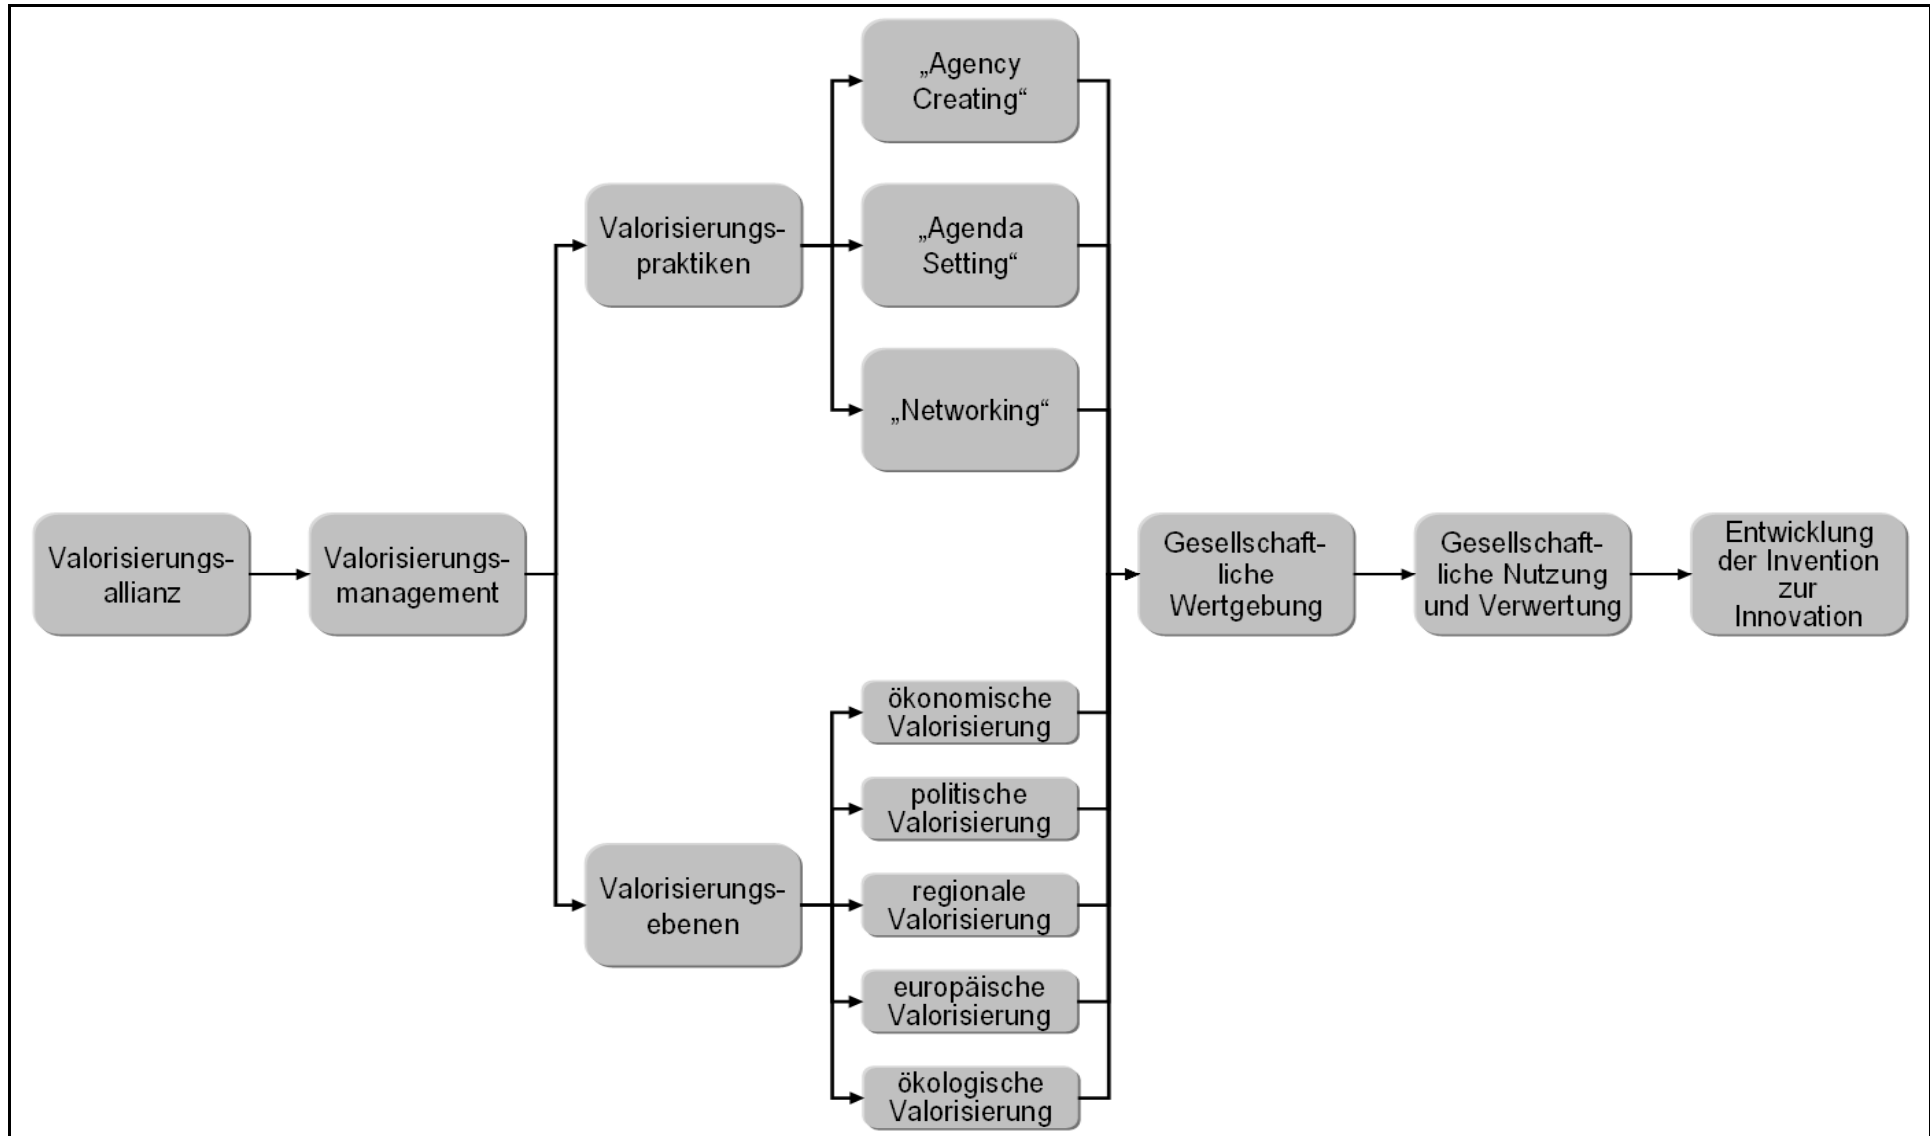 „Agency
Creating“
Valorisierungs-
praktiken
„Agenda
Setting“
„Networking“
Valorisierungs-
allianz
Valorisierungs-
management
Gesellschaft-
liche
Wertgebung
Gesellschaft-
liche Nutzung
und Verwertung
Entwicklung
der Invention
zur
Innovation
ökonomische
Valorisierung
politische
Valorisierung
Valorisierungs-
ebenen
regionale
Valorisierung
europäische
Valorisierung
ökologische
Valorisierung